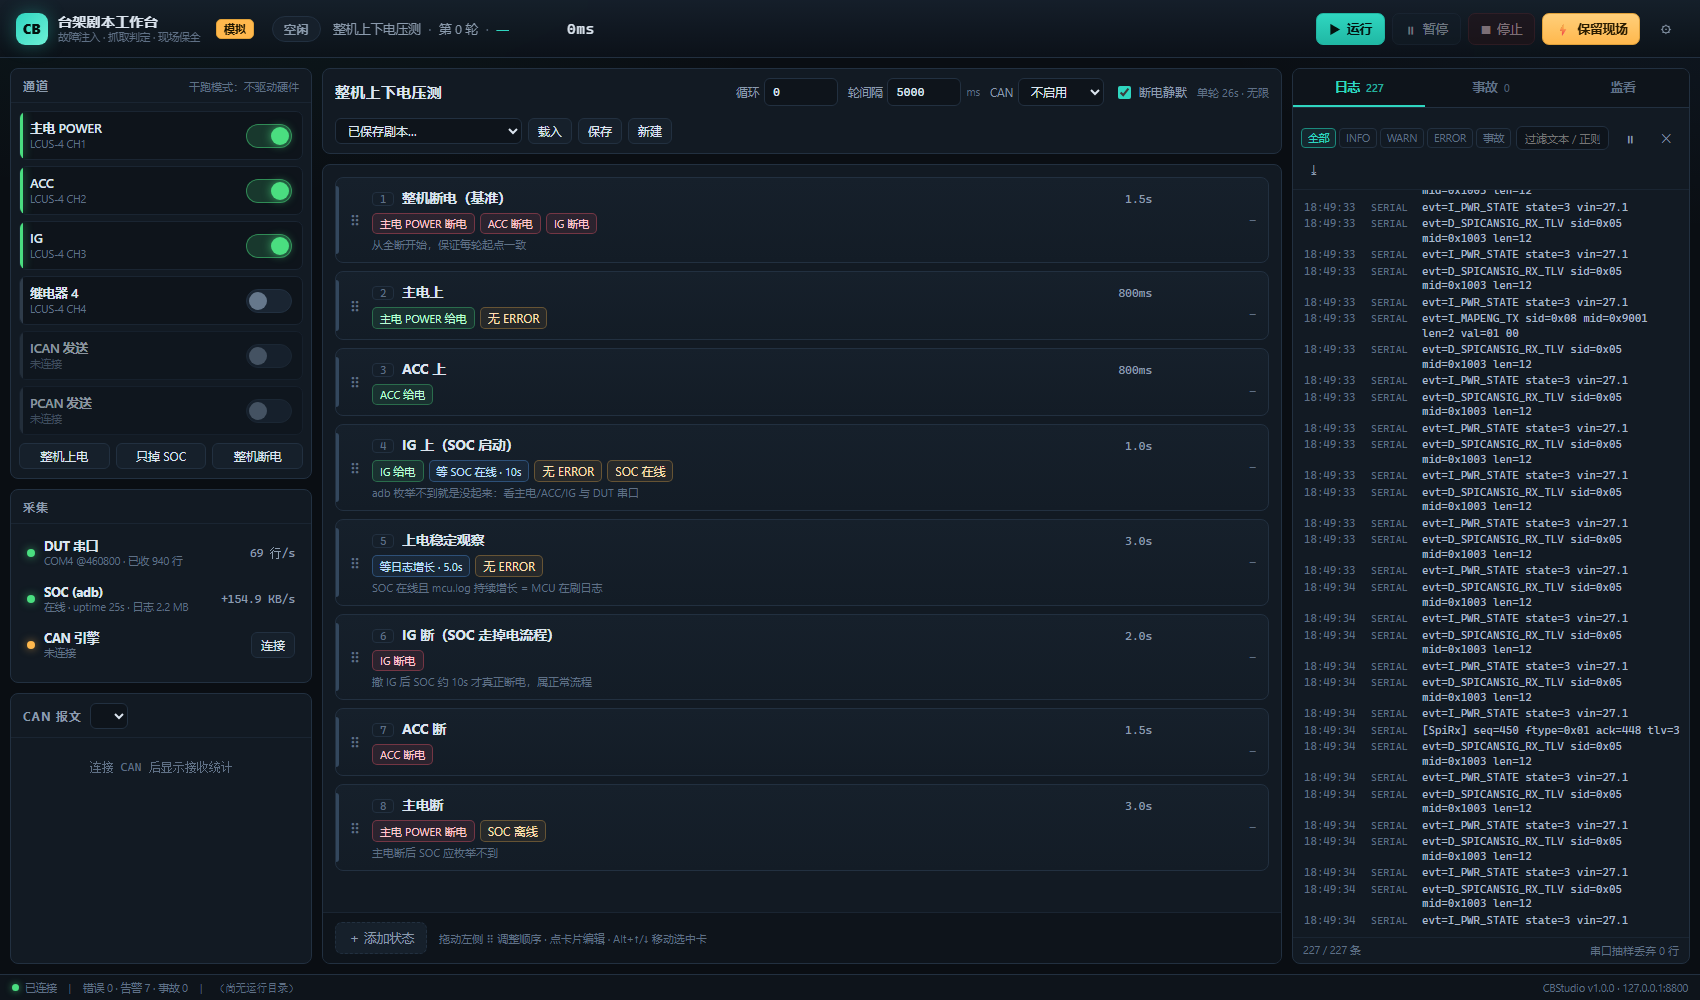 CB
台架剧本工作台
故障注入 · 抓取判定 · 现场保全
模拟
空闲
整机上下电压测 · 第 0 轮 · —
0ms
▶ 运行
⏸ 暂停
■ 停止
⚡ 保留现场
⚙
通道
干跑模式：不驱动硬件
主电 POWER
LCUS-4 CH1
ACC
LCUS-4 CH2
IG
LCUS-4 CH3
继电器 4
LCUS-4 CH4
ICAN 发送
未连接
PCAN 发送
未连接
整机上电
只掉 SOC
整机断电
采集
DUT 串口
COM4 @460800 · 已收 940 行
69 行/s
SOC (adb)
在线 · uptime 25s · 日志 2.2 MB
+154.9 KB/s
CAN 引擎
未连接
连接
CAN 报文
连接 CAN 后显示接收统计
整机上下电压测
循环 0 轮间隔 5000 ms CAN 不启用 断电静默 单轮 26s · 无限
已保存剧本...
载入
保存
新建
1 整机断电（基准） 1.5s
主电 POWER 断电 ACC 断电 IG 断电 —
从全断开始，保证每轮起点一致
2 主电上 800ms
主电 POWER 给电 无 ERROR —
3 ACC 上 800ms
ACC 给电 —
4 IG 上（SOC 启动） 1.0s
IG 给电 等 SOC 在线 · 10s 无 ERROR SOC 在线 —
adb 枚举不到就是没起来：看主电/ACC/IG 与 DUT 串口
5 上电稳定观察 3.0s
等日志增长 · 5.0s 无 ERROR —
SOC 在线且 mcu.log 持续增长 = MCU 在刷日志
6 IG 断（SOC 走掉电流程） 2.0s
IG 断电 —
撤 IG 后 SOC 约 10s 才真正断电，属正常流程
7 ACC 断 1.5s
ACC 断电 —
8 主电断 3.0s
主电 POWER 断电 SOC 离线 —
主电断后 SOC 应枚举不到
+ 添加状态
拖动左侧 ⠿ 调整顺序 · 点卡片编辑 · Alt+↑/↓ 移动选中卡
日志 227
事故 0
监看
全部 INFO WARN ERROR 事故 过滤文本 / 正则 ⏸ ✕
⤓
mid=0x1003 len=12
18:49:33 SERIAL evt=I_PWR_STATE state=3 vin=27.1
18:49:33 SERIAL evt=D_SPICANSIG_RX_TLV sid=0x05
mid=0x1003 len=12
18:49:33 SERIAL evt=I_PWR_STATE state=3 vin=27.1
18:49:33 SERIAL evt=D_SPICANSIG_RX_TLV sid=0x05
mid=0x1003 len=12
18:49:33 SERIAL evt=I_PWR_STATE state=3 vin=27.1
18:49:33 SERIAL evt=I_MAPENG_TX sid=0x08 mid=0x9001
len=2 val=01 00
18:49:33 SERIAL evt=D_SPICANSIG_RX_TLV sid=0x05
mid=0x1003 len=12
18:49:33 SERIAL evt=I_PWR_STATE state=3 vin=27.1
18:49:33 SERIAL evt=D_SPICANSIG_RX_TLV sid=0x05
mid=0x1003 len=12
18:49:33 SERIAL evt=I_PWR_STATE state=3 vin=27.1
18:49:33 SERIAL evt=D_SPICANSIG_RX_TLV sid=0x05
mid=0x1003 len=12
18:49:33 SERIAL evt=I_PWR_STATE state=3 vin=27.1
18:49:33 SERIAL evt=D_SPICANSIG_RX_TLV sid=0x05
mid=0x1003 len=12
18:49:33 SERIAL evt=I_PWR_STATE state=3 vin=27.1
18:49:33 SERIAL evt=D_SPICANSIG_RX_TLV sid=0x05
mid=0x1003 len=12
18:49:33 SERIAL evt=I_PWR_STATE state=3 vin=27.1
18:49:34 SERIAL evt=D_SPICANSIG_RX_TLV sid=0x05
mid=0x1003 len=12
18:49:34 SERIAL evt=I_PWR_STATE state=3 vin=27.1
18:49:34 SERIAL evt=D_SPICANSIG_RX_TLV sid=0x05
mid=0x1003 len=12
18:49:34 SERIAL evt=I_PWR_STATE state=3 vin=27.1
18:49:34 SERIAL evt=D_SPICANSIG_RX_TLV sid=0x05
mid=0x1003 len=12
18:49:34 SERIAL evt=I_PWR_STATE state=3 vin=27.1
18:49:34 SERIAL [SpiRx] seq=450 ftype=0x01 ack=448 tlv=3
18:49:34 SERIAL evt=D_SPICANSIG_RX_TLV sid=0x05
mid=0x1003 len=12
18:49:34 SERIAL evt=I_PWR_STATE state=3 vin=27.1
18:49:34 SERIAL evt=D_SPICANSIG_RX_TLV sid=0x05
mid=0x1003 len=12
18:49:34 SERIAL evt=I_PWR_STATE state=3 vin=27.1
18:49:34 SERIAL evt=D_SPICANSIG_RX_TLV sid=0x05
mid=0x1003 len=12
18:49:34 SERIAL evt=I_PWR_STATE state=3 vin=27.1
18:49:34 SERIAL evt=D_SPICANSIG_RX_TLV sid=0x05
mid=0x1003 len=12
18:49:34 SERIAL evt=I_PWR_STATE state=3 vin=27.1
227 / 227 条
串口抽样丢弃 0 行
已连接 | 错误 0 · 告警 7 · 事故 0 | （尚无运行目录）
CBStudio v1.0.0 · 127.0.0.1:8800